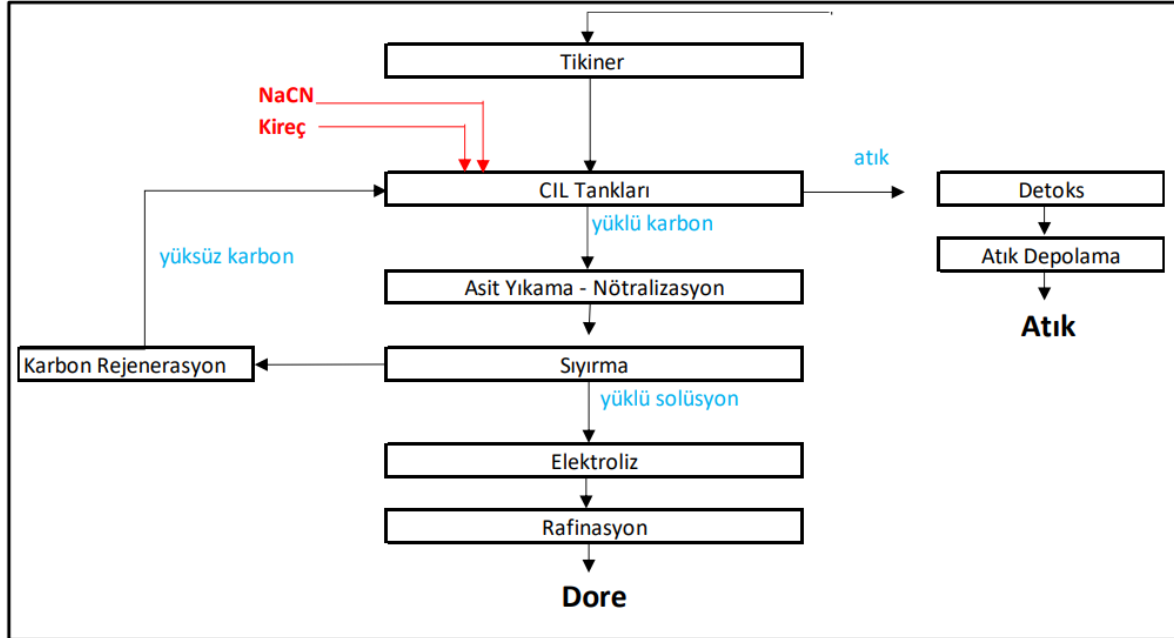 Tikiner
NaCN
Kireç
CIL Tankları
atık
Detoks
yüklü karbon
yüksüz karbon
Atık Depolama
Asit Yıkama - Nötralizasyon
Atık
Karbon Rejenerasyon
Sıyırma
yüklü solüsyon
Elektroliz
Rafinasyon
Dore